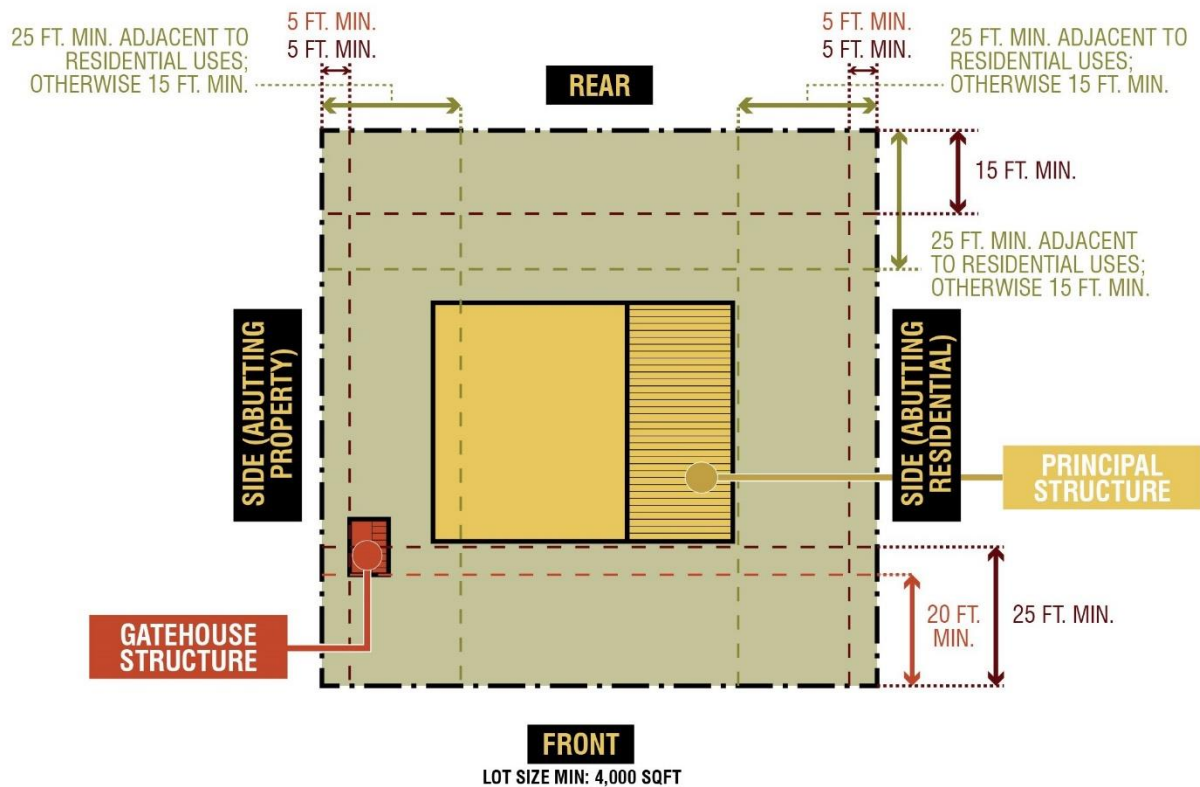 5 FT. MIN.
5 FT. MIN.
25 FT. MIN. ADJACENT TO
RESIDENTIAL USES;
OTHERWISE 15 FT. MIN.
REAR
5 FT. MIN.
5 FT. MIN.
25 FT. MIN. ADJACENT TO
RESIDENTIAL USES;
OTHERWISE 15 FT. MIN.
15 FT. MIN.
25 FT. MIN. ADJACENT
TO RESIDENTIAL USES;
OTHERWISE 15 FT. MIN.
SIDE (ABUTTING
PROPERTY)
SIDE (ABUTTING
RESIDENTIAL)
PRINCIPAL
STRUCTURE
GATEHOUSE
STRUCTURE
20 FT.
MIN.
25 FT. MIN.
FRONT
LOT SIZE MIN: 4,000 SQFT